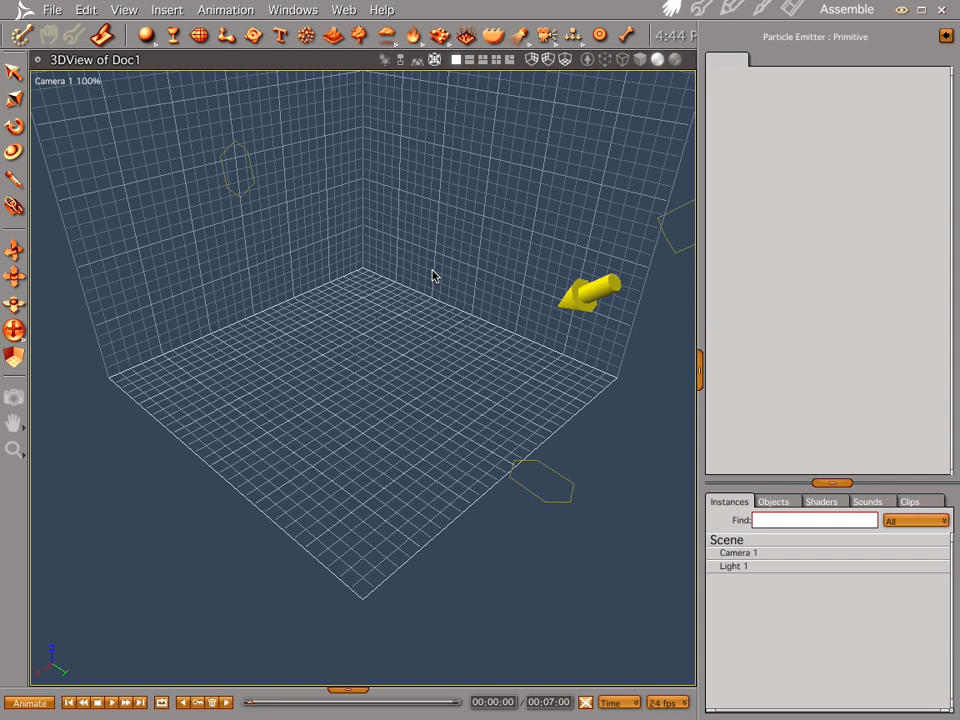 File Edit View Insert Animation Windows Web Help Assemble
4:44 P
Particle Emitter : Primitive
3DView of Doc1
Camera 1 100%
Instances Objects Shaders Sounds Clips
Find: All
Scene
Camera 1
Light 1
Z
Y
Animate 00:00:00 / 00:07:00 Time 24 fps